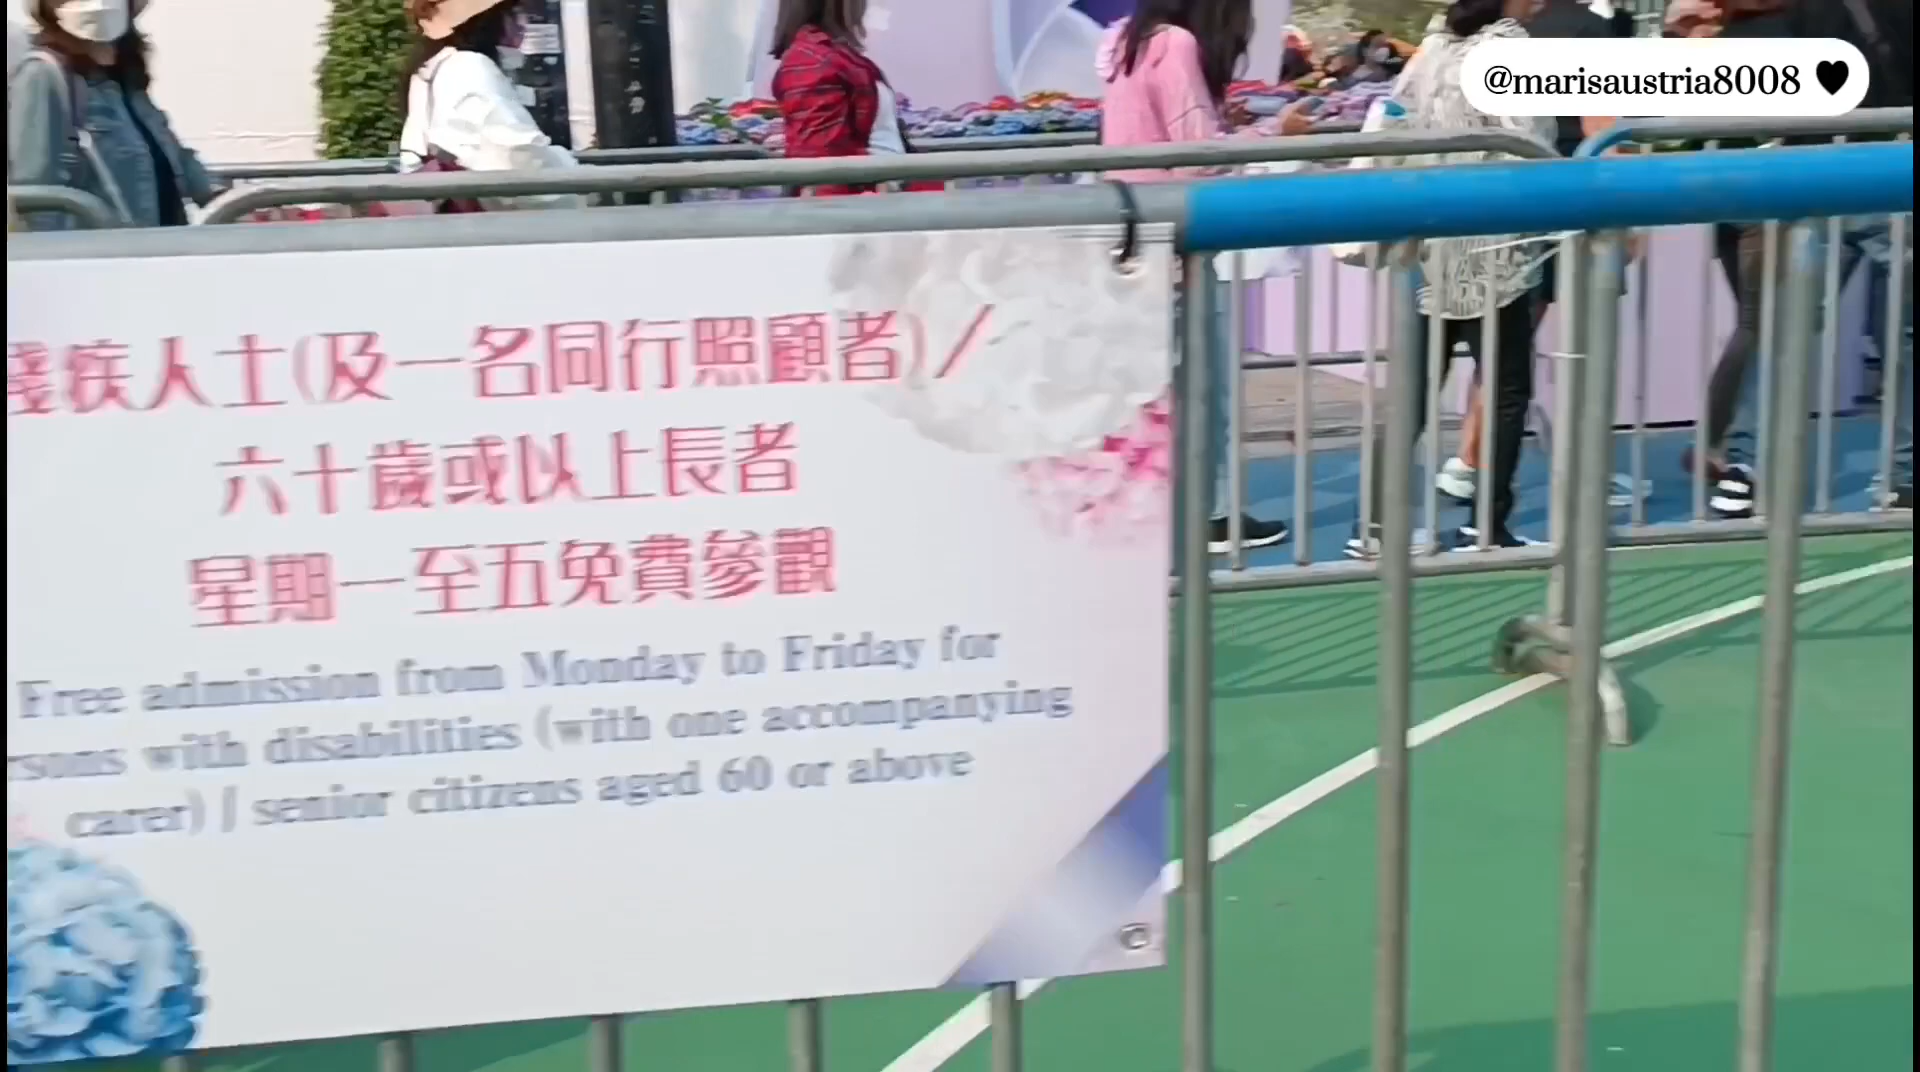 @marisaustria8008 ♥
殘疾人士(及一名同行照顧者)/
六十歲或以上長者
星期一至五免費參觀
Free admission from Monday to Friday for
rsons with disabilities (with one accompanying
carer) / senior citizens aged 60 or above